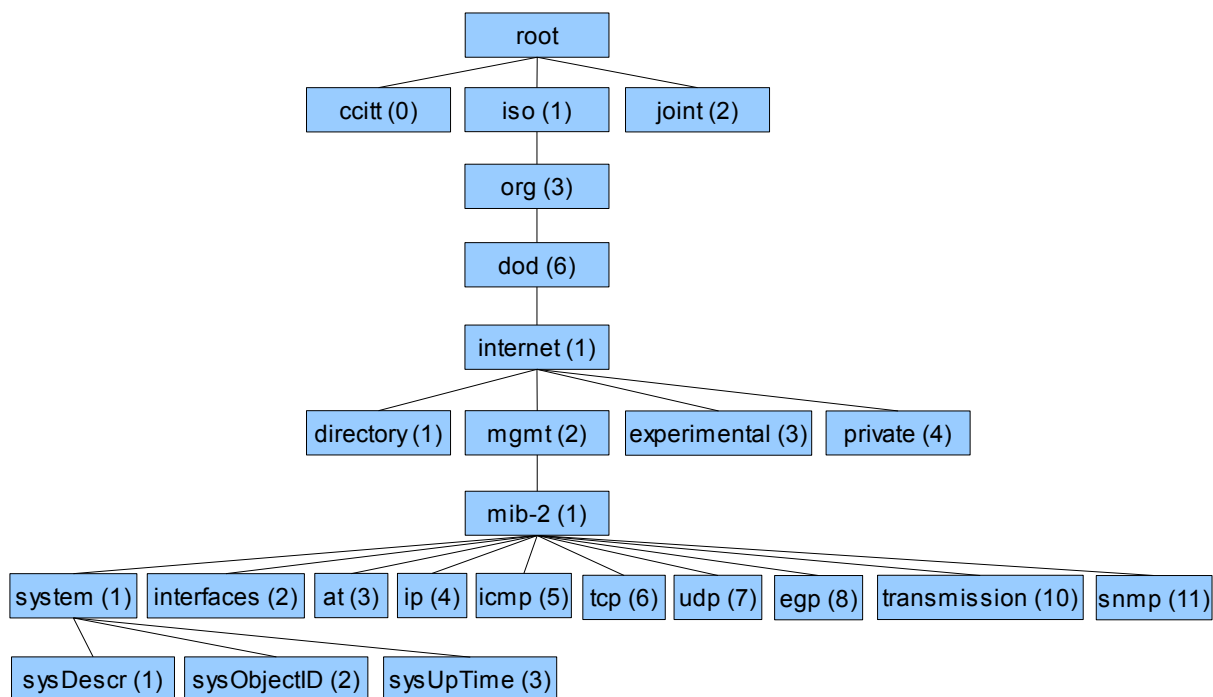 root
ccitt (0) iso (1) joint (2)
org (3)
dod (6)
internet (1)
directory (1) mgmt (2) experimental (3) private (4)
mib-2 (1)
system (1) interfaces (2) at (3) ip (4) icmp (5) tcp (6) udp (7) egp (8) transmission (10) snmp (11)
sysDescr (1) sysObjectID (2) sysUpTime (3)